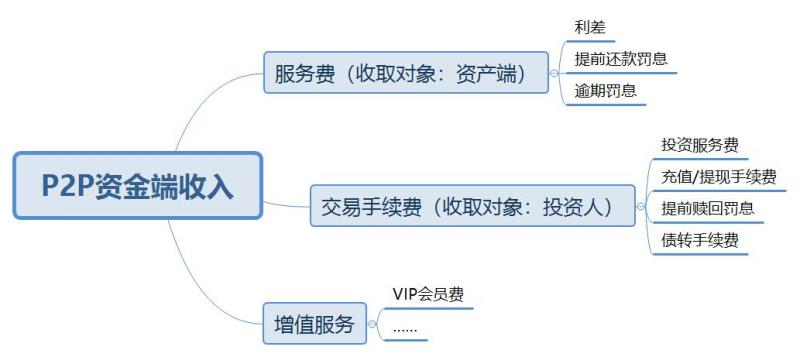 P2P资金端收入
服务费（收取对象：资产端）
利差
提前还款罚息
逾期罚息
交易手续费（收取对象：投资人）
投资服务费
充值/提现手续费
提前赎回罚息
债转手续费
增值服务
VIP会员费
......